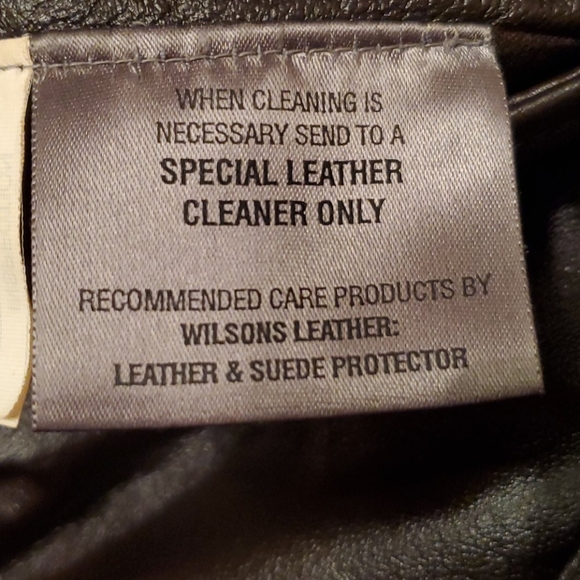 WHEN CLEANING IS
NECESSARY SEND TO A
SPECIAL LEATHER
CLEANER ONLY
RECOMMENDED CARE PRODUCTS BY
WILSONS LEATHER:
LEATHER & SUEDE PROTECTOR